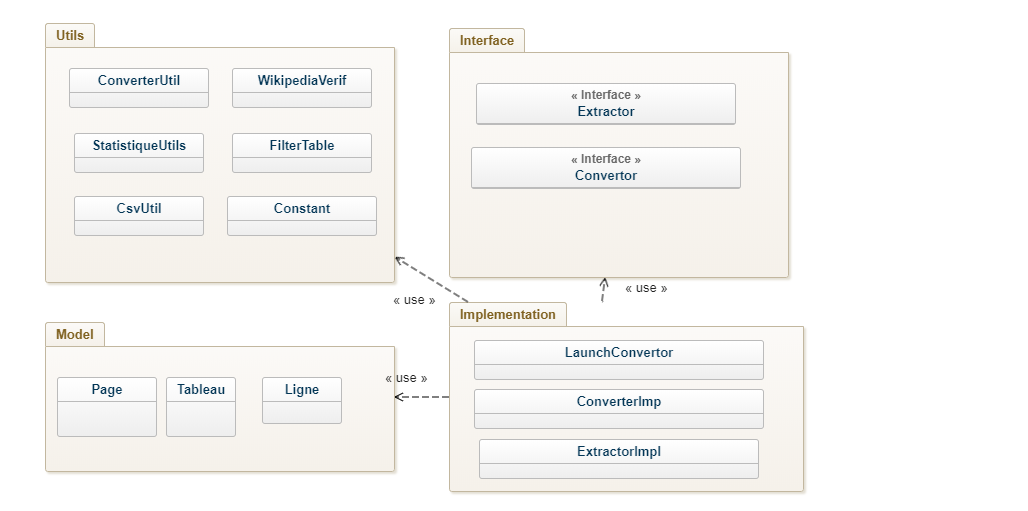 Utils
ConverterUtil
WikipediaVerif
StatistiqueUtils
FilterTable
CsvUtil
Constant
Interface
« Interface »
Extractor
« Interface »
Convertor
« use »
« use »
Model
Page
Tableau
Ligne
« use »
Implementation
LaunchConvertor
ConverterImp
ExtractorImpl